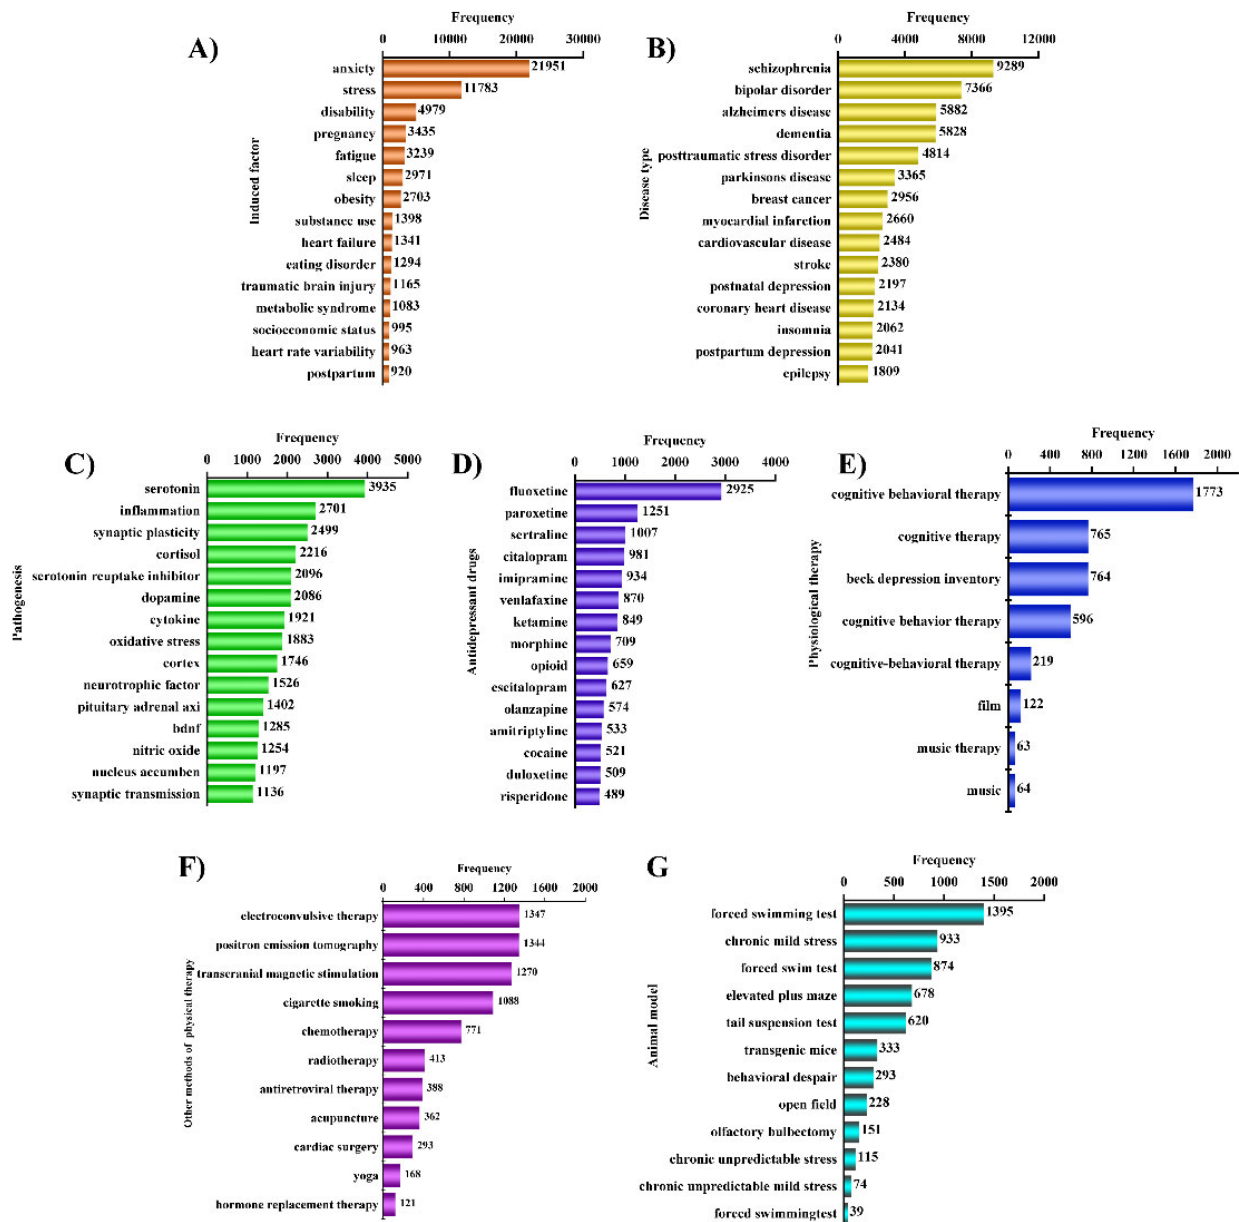 A)
Frequency
0 10000 20000 30000
Induced factor
anxiety 21951
stress 11783
disability 4979
pregnancy 3435
fatigue 3239
sleep 2971
obesity 2703
substance use 1398
heart failure 1341
eating disorder 1294
traumatic brain injury 1165
metabolic syndrome 1083
socioeconomic status 995
heart rate variability 963
postpartum 920
B)
Frequency
0 4000 8000 12000
Disease type
schizophrenia 9289
bipolar disorder 7366
alzheimers disease 5882
dementia 5828
posttraumatic stress disorder 4814
parkinsons disease 3365
breast cancer 2956
myocardial infarction 2660
cardiovascular disease 2484
stroke 2380
postnatal depression 2197
coronary heart disease 2134
insomnia 2062
postpartum depression 2041
epilepsy 1809
C)
Frequency
0 1000 2000 3000 4000 5000
Pathogenesis
serotonin 3935
inflammation 2701
synaptic plasticity 2499
cortisol 2216
serotonin reuptake inhibitor 2096
dopamine 2086
cytokine 1921
oxidative stress 1883
cortex 1746
neurotrophic factor 1526
pituitary adrenal axi 1402
bdnf 1285
nitric oxide 1254
nucleus accumben 1197
synaptic transmission 1136
D)
Frequency
0 1000 2000 3000 4000
Antidepressant drugs
fluoxetine 2925
paroxetine 1251
sertraline 1007
citalopram 981
imipramine 934
venlafaxine 870
ketamine 849
morphine 709
opioid 659
escitalopram 627
olanzapine 574
amitriptyline 533
cocaine 521
duloxetine 509
risperidone 489
E)
Frequency
0 400 800 1200 1600 2000
Physiological therapy
cognitive behavioral therapy 1773
cognitive therapy 765
beck depression inventory 764
cognitive behavior therapy 596
cognitive-behavioral therapy 219
film 122
music therapy 63
music 64
F)
Frequency
0 400 800 1200 1600 2000
Other methods of physical therapy
electroconvulsive therapy 1347
positron emission tomography 1344
transcranial magnetic stimulation 1270
cigarette smoking 1088
chemotherapy 771
radiotherapy 413
antiretroviral therapy 388
acupuncture 362
cardiac surgery 293
yoga 168
hormone replacement therapy 121
G)
Frequency
0 500 1000 1500 2000
Animal model
forced swimming test 1395
chronic mild stress 933
forced swim test 874
elevated plus maze 678
tail suspension test 620
transgenic mice 333
behavioral despair 293
open field 228
olfactory bulbectomy 151
chronic unpredictable stress 115
chronic unpredictable mild stress 74
forced swimmingtest 39